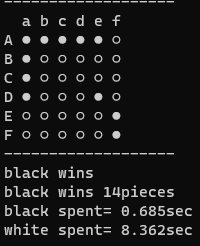 ------------------
  a b c d e f
A ● ● ● ● ● ○
B ● ○ ○ ○ ○ ○
C ● ○ ○ ○ ○ ○
D ● ○ ○ ○ ● ○
E ○ ○ ○ ○ ○ ●
F ○ ○ ○ ○ ○ ●
------------------
black wins
black wins 14pieces
black spent= 0.685sec
white spent= 8.362sec